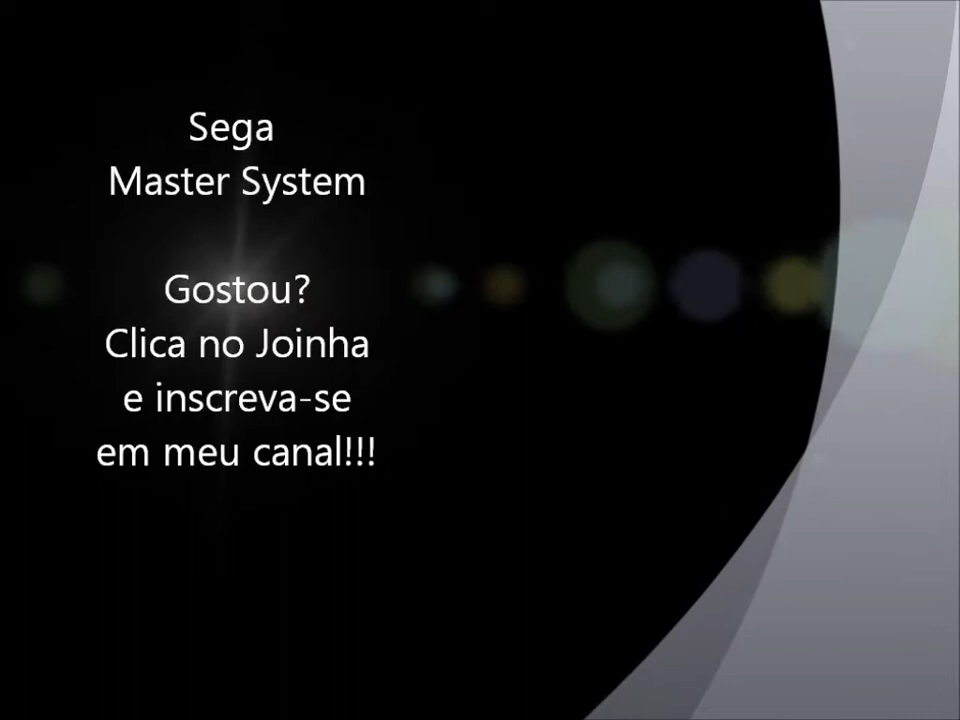 Sega
Master System
Gostou?
Clica no Joinha
e inscreva-se
em meu canal!!!